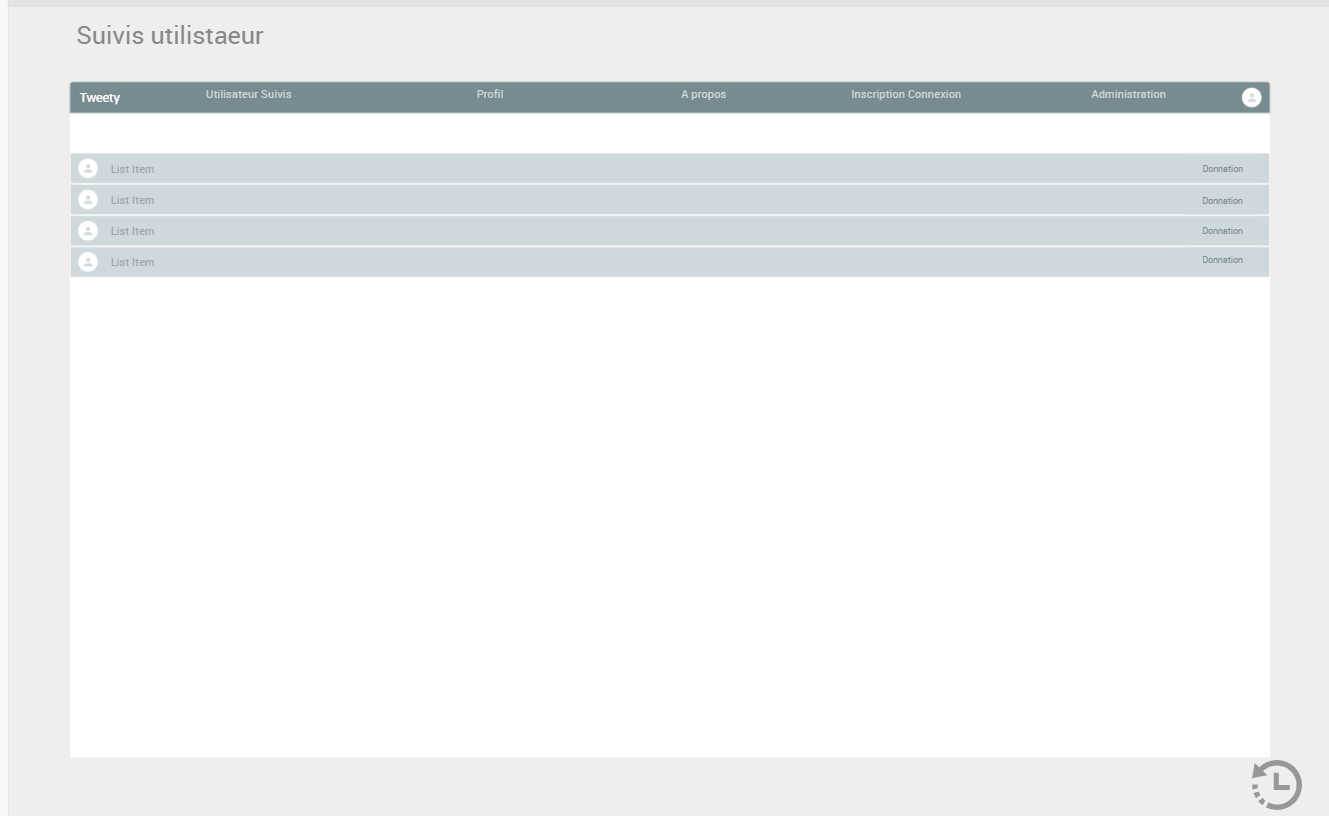 Suivis utilistaeur
Tweety Utilisateur Suivis Profil A propos Inscription Connexion Administration
List Item Donnation
List Item Donnation
List Item Donnation
List Item Donnation